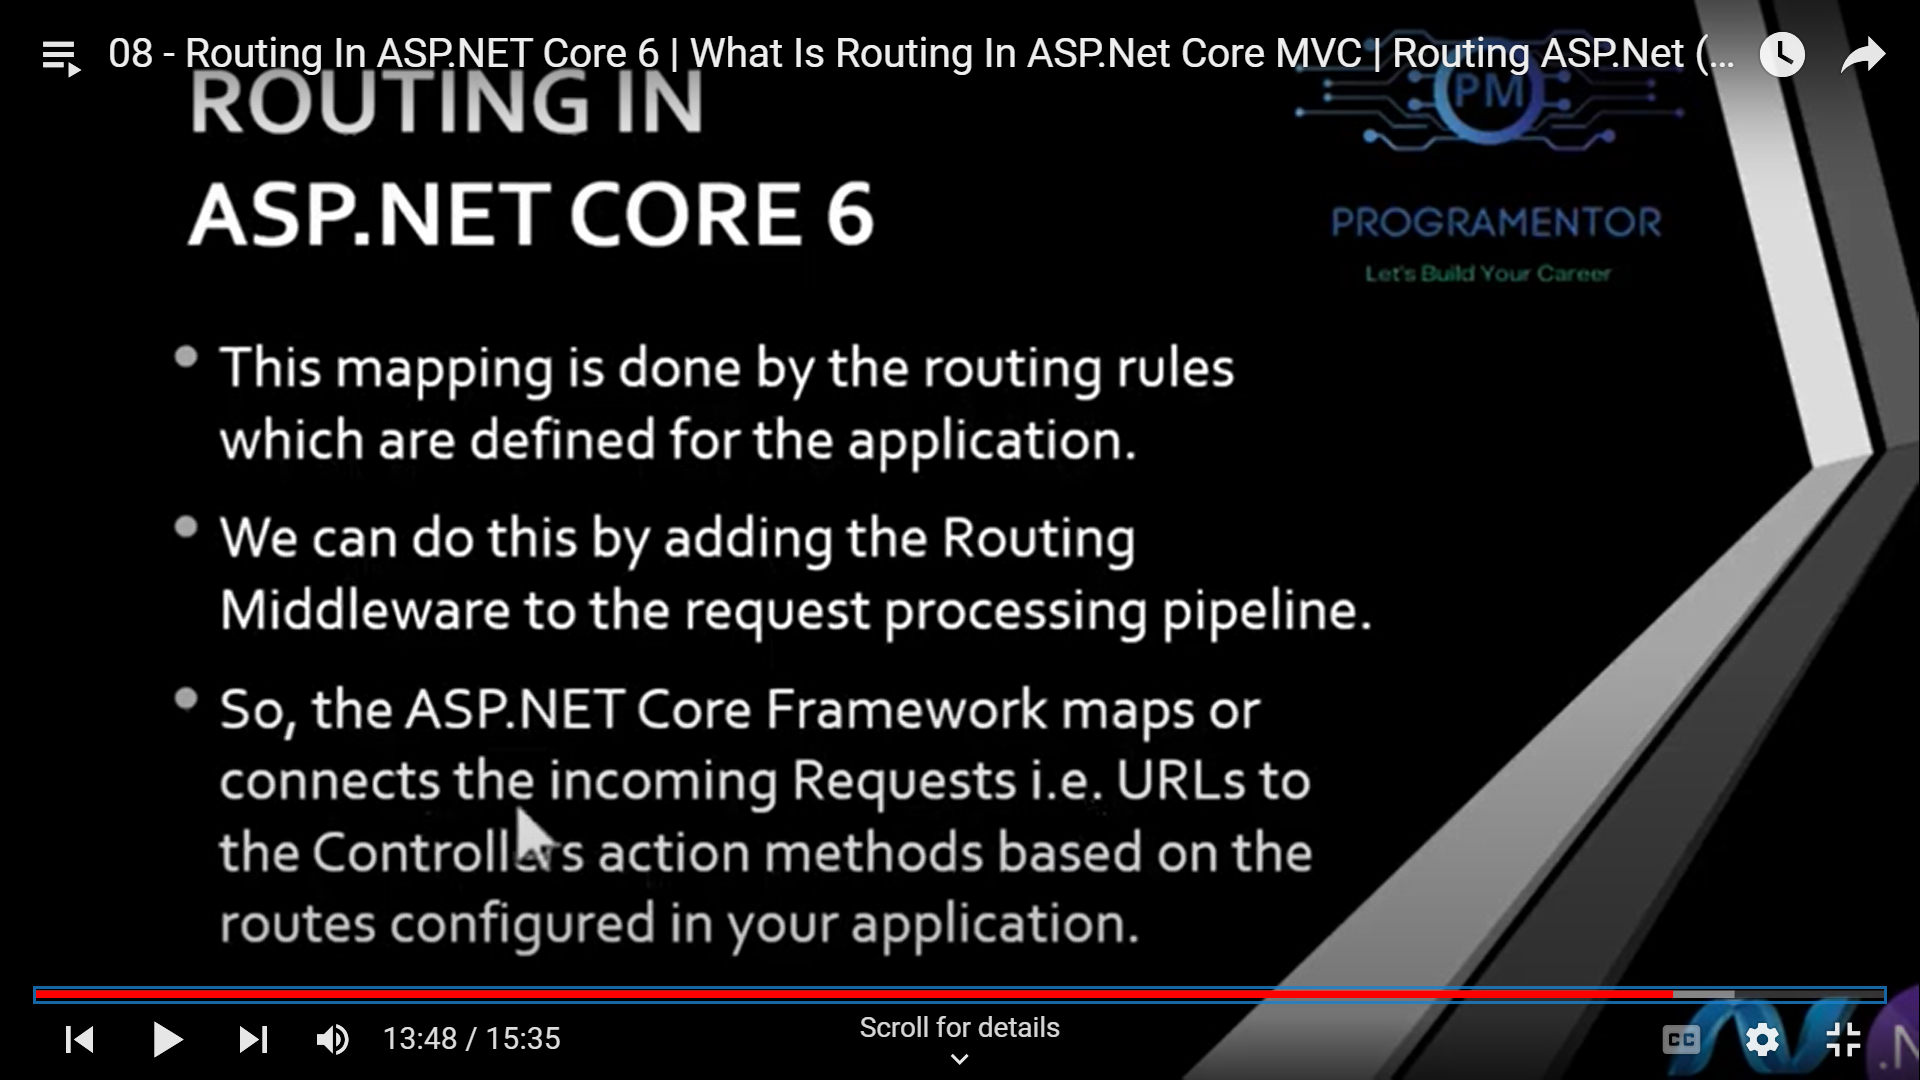 08 - Routing In ASP.NET Core 6 | What Is Routing In ASP.Net Core MVC | Routing ASP.Net (...
ROUTING IN
ASP.NET CORE 6
PM
PROGRAMENTOR
Let's Build Your Career
• This mapping is done by the routing rules
which are defined for the application.
• We can do this by adding the Routing
Middleware to the request processing pipeline.
• So, the ASP.NET Core Framework maps or
connects the incoming Requests i.e. URLs to
the Controllers action methods based on the
routes configured in your application.
13:48 / 15:35
Scroll for details
CC
.N